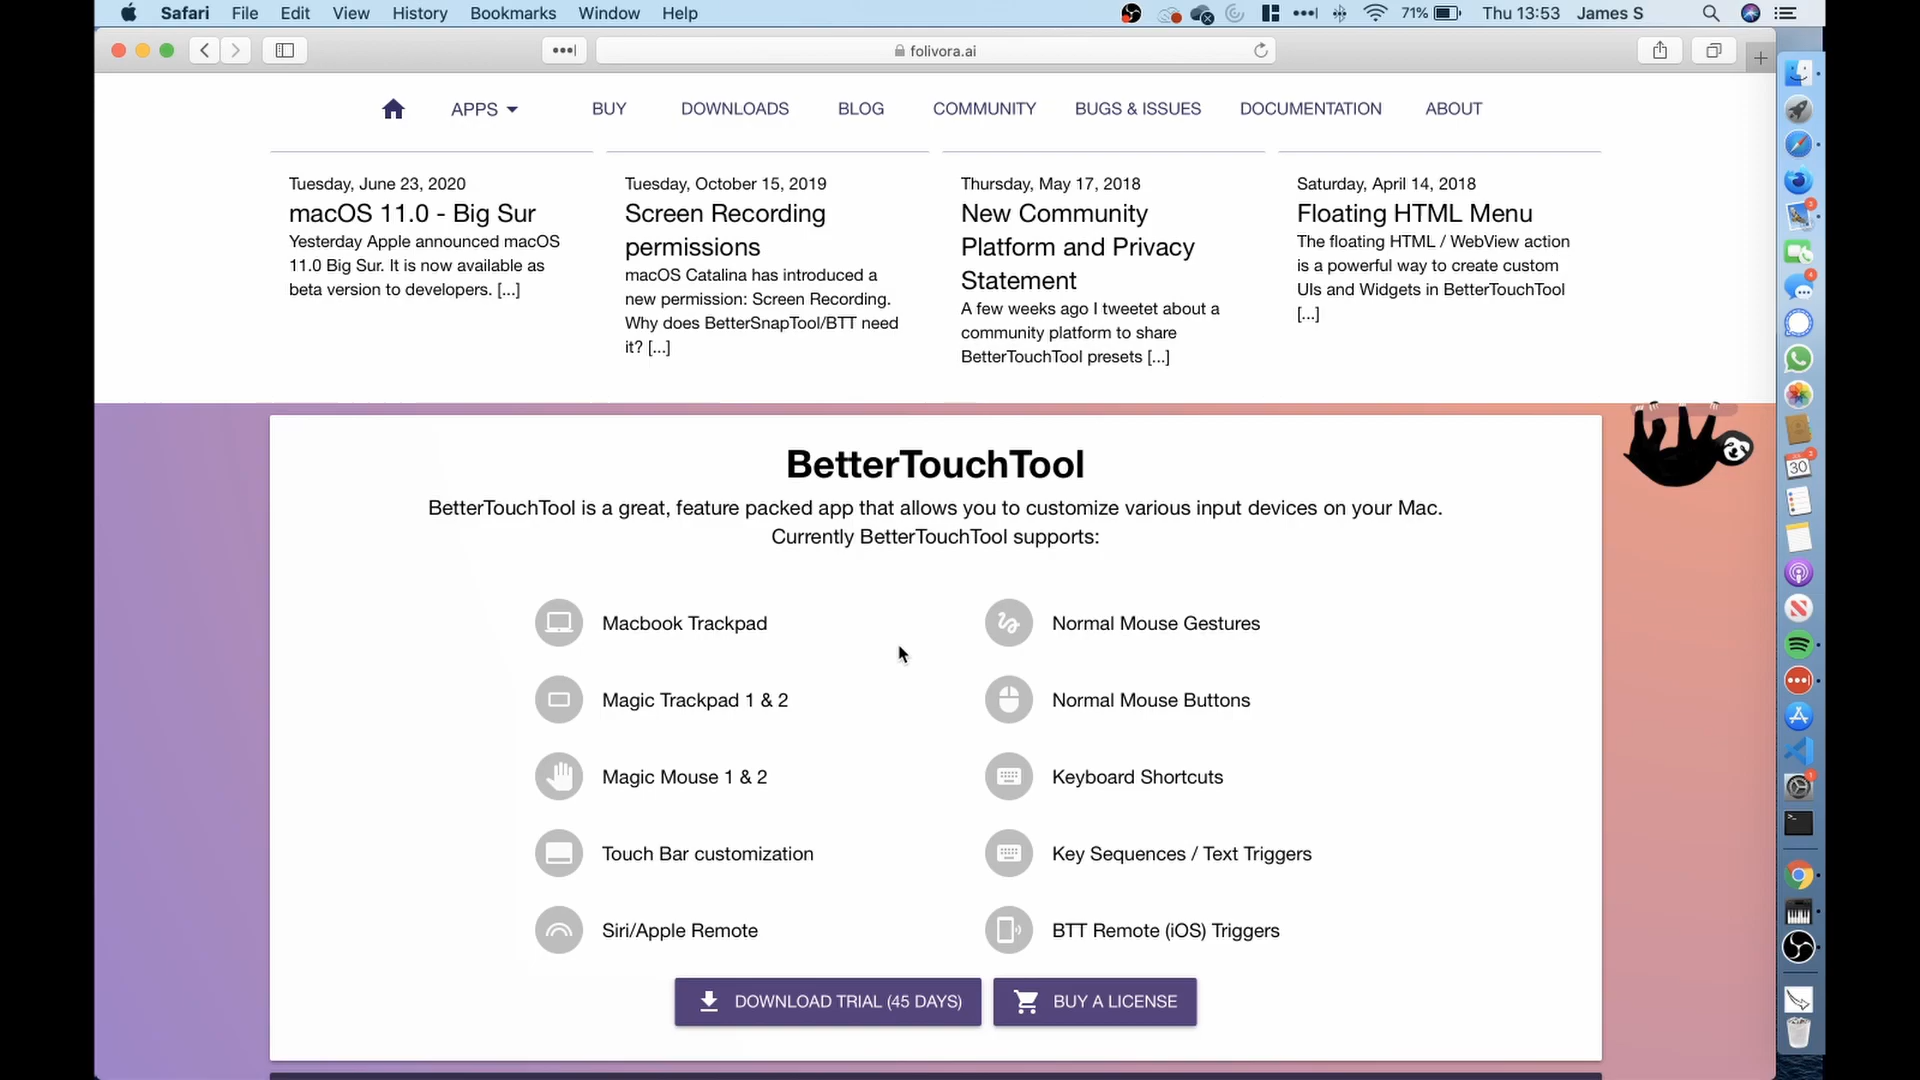 Safari File Edit View History Bookmarks Window Help 71% Thu 13:53 James S
folivora.ai
APPS BUY DOWNLOADS BLOG COMMUNITY BUGS & ISSUES DOCUMENTATION ABOUT
Tuesday, June 23, 2020
macOS 11.0 - Big Sur
Yesterday Apple announced macOS
11.0 Big Sur. It is now available as
beta version to developers. [...]
Tuesday, October 15, 2019
Screen Recording
permissions
macOS Catalina has introduced a
new permission: Screen Recording.
Why does BetterSnapTool/BTT need
it? [...]
Thursday, May 17, 2018
New Community
Platform and Privacy
Statement
A few weeks ago I tweetet about a
community platform to share
BetterTouchTool presets [...]
Saturday, April 14, 2018
Floating HTML Menu
The floating HTML / WebView action
is a powerful way to create custom
UIs and Widgets in BetterTouchTool
[...]
BetterTouchTool
BetterTouchTool is a great, feature packed app that allows you to customize various input devices on your Mac.
Currently BetterTouchTool supports:
Macbook Trackpad
Magic Trackpad 1 & 2
Magic Mouse 1 & 2
Touch Bar customization
Siri/Apple Remote
Normal Mouse Gestures
Normal Mouse Buttons
Keyboard Shortcuts
Key Sequences / Text Triggers
BTT Remote (iOS) Triggers
DOWNLOAD TRIAL (45 DAYS)
BUY A LICENSE
3
4
3
30
1